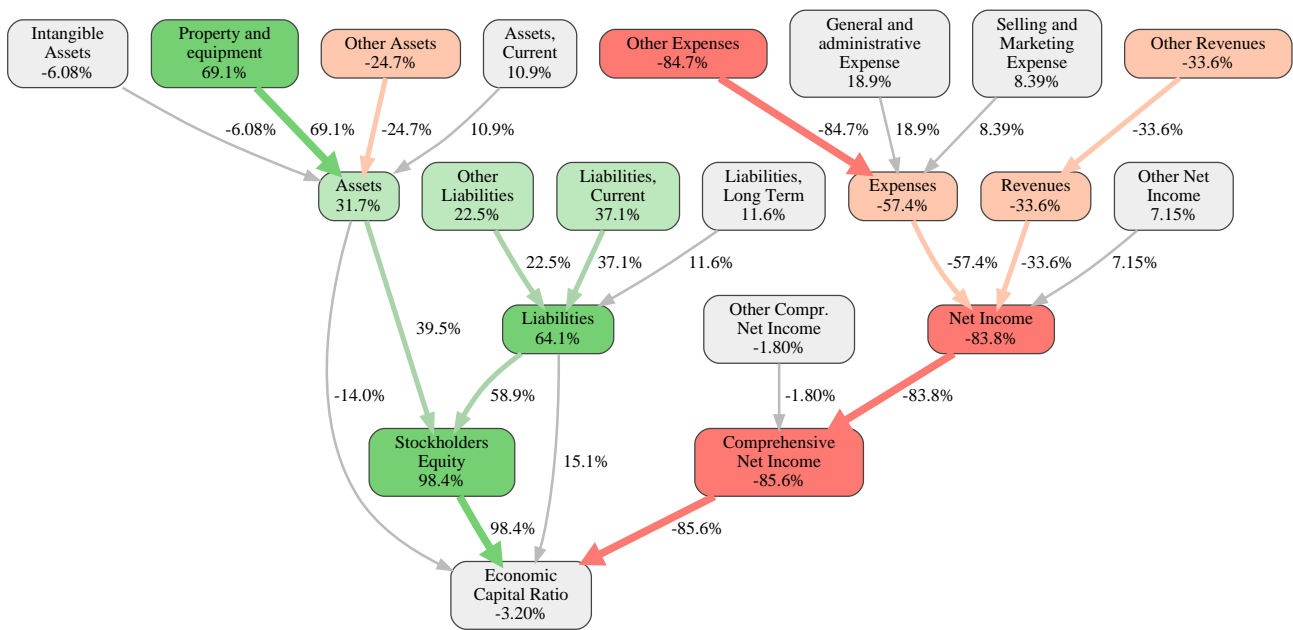 Intangible
Assets
-6.08%
Property and
equipment
69.1%
Other Assets
-24.7%
Assets,
Current
10.9%
Other Expenses
-84.7%
General and
administrative
Expense
18.9%
Selling and
Marketing
Expense
8.39%
Other Revenues
-33.6%
-6.08%
69.1%
-24.7%
10.9%
-84.7%
18.9%
8.39%
-33.6%
Assets
31.7%
Other
Liabilities
22.5%
Liabilities,
Current
37.1%
Liabilities,
Long Term
11.6%
Expenses
-57.4%
Revenues
-33.6%
Other Net
Income
7.15%
22.5%
37.1%
11.6%
-57.4%
-33.6%
7.15%
39.5%
Liabilities
64.1%
Other Compr.
Net Income
-1.80%
Net Income
-83.8%
-14.0%
58.9%
-1.80%
-83.8%
Stockholders
Equity
98.4%
15.1%
Comprehensive
Net Income
-85.6%
98.4%
-85.6%
Economic
Capital Ratio
-3.20%